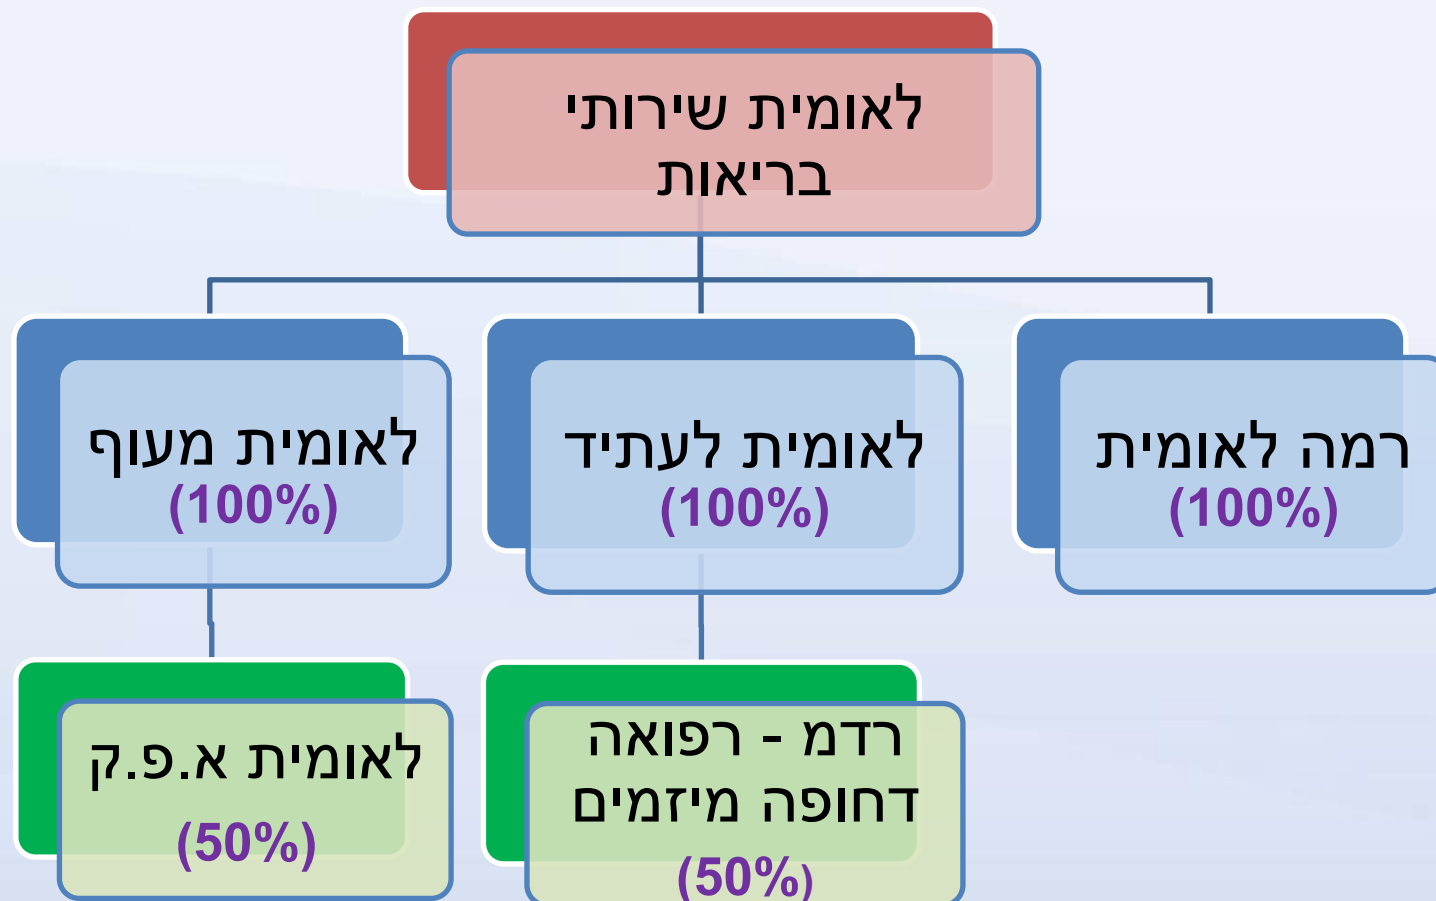 לאומית שירותי
בריאות
רמה לאומית
(100%)
לאומית לעתיד
(100%)
לאומית מעוף
(100%)
רדמ - רפואה
דחופה מיזמים
(50%)
לאומית א.פ.ק
(50%)